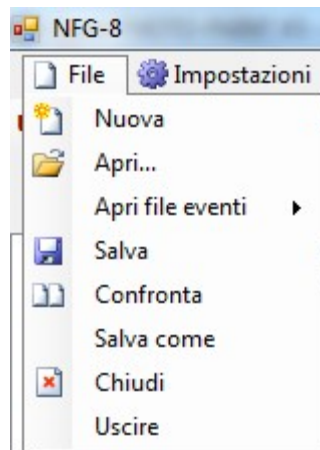 NFG-8
File Impostazioni
Nuova
Apri...
Apri file eventi
Salva
Confronta
Salva come
Chiudi
Uscire